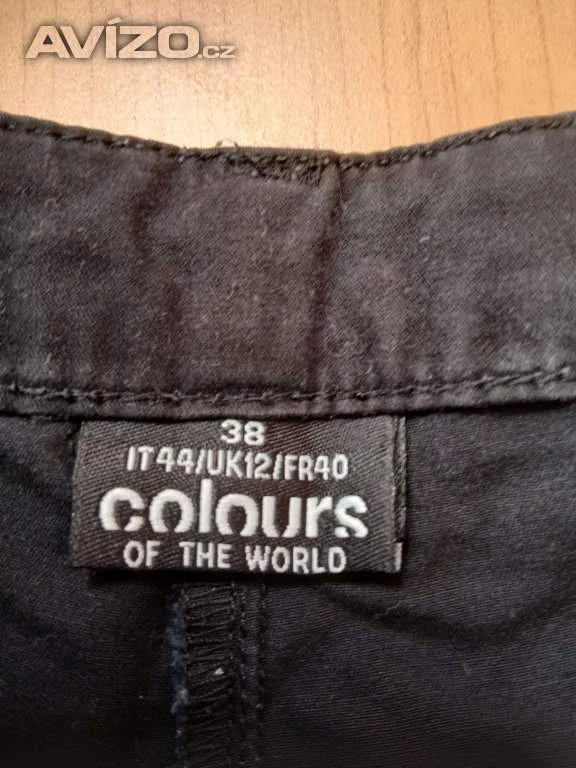 AVÍZO.cz
38
IT44/UK12/FR40
colours
OF THE WORLD